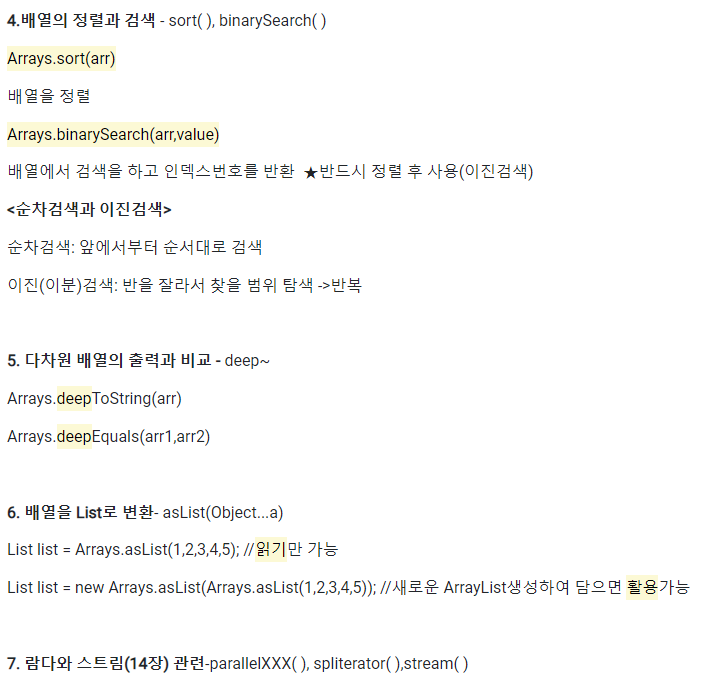 4.배열의 정렬과 검색 - sort( ), binarySearch( )
Arrays.sort(arr)
배열을 정렬
Arrays.binarySearch(arr,value)
배열에서 검색을 하고 인덱스번호를 반환 ★반드시 정렬 후 사용(이진검색)
<순차검색과 이진검색>
순차검색: 앞에서부터 순서대로 검색
이진(이분)검색: 반을 잘라서 찾을 범위 탐색 ->반복
5. 다차원 배열의 출력과 비교 - deep~
Arrays.deepToString(arr)
Arrays.deepEquals(arr1,arr2)
6. 배열을 List로 변환- asList(Object...a)
List list = Arrays.asList(1,2,3,4,5); //읽기만 가능
List list = new Arrays.asList(Arrays.asList(1,2,3,4,5)); //새로운 ArrayList생성하여 담으면 활용가능
7. 람다와 스트림(14장) 관련-parallelXXX( ), spliterator( ),stream( )